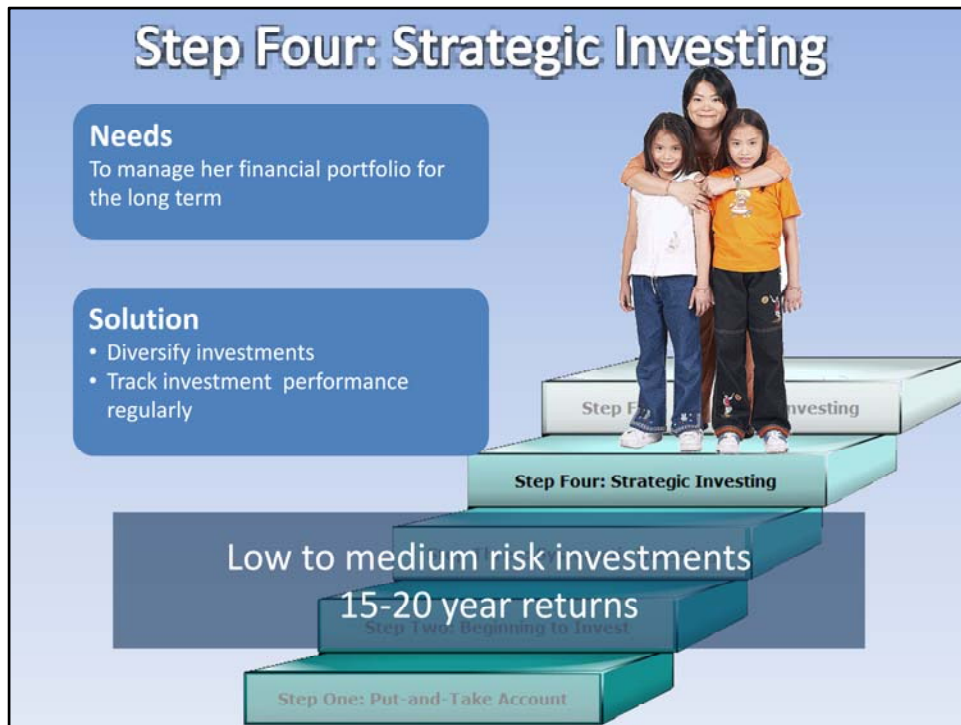 Step Four: Strategic Investing
Needs
To manage her financial portfolio for
the long term
Solution
• Diversify investments
• Track investment performance
regularly
Step F Investing
Step Four: Strategic Investing
Low to medium risk investments
15-20 year returns
Step Two: Beginning to Invest
Step One: Put-and-Take Account